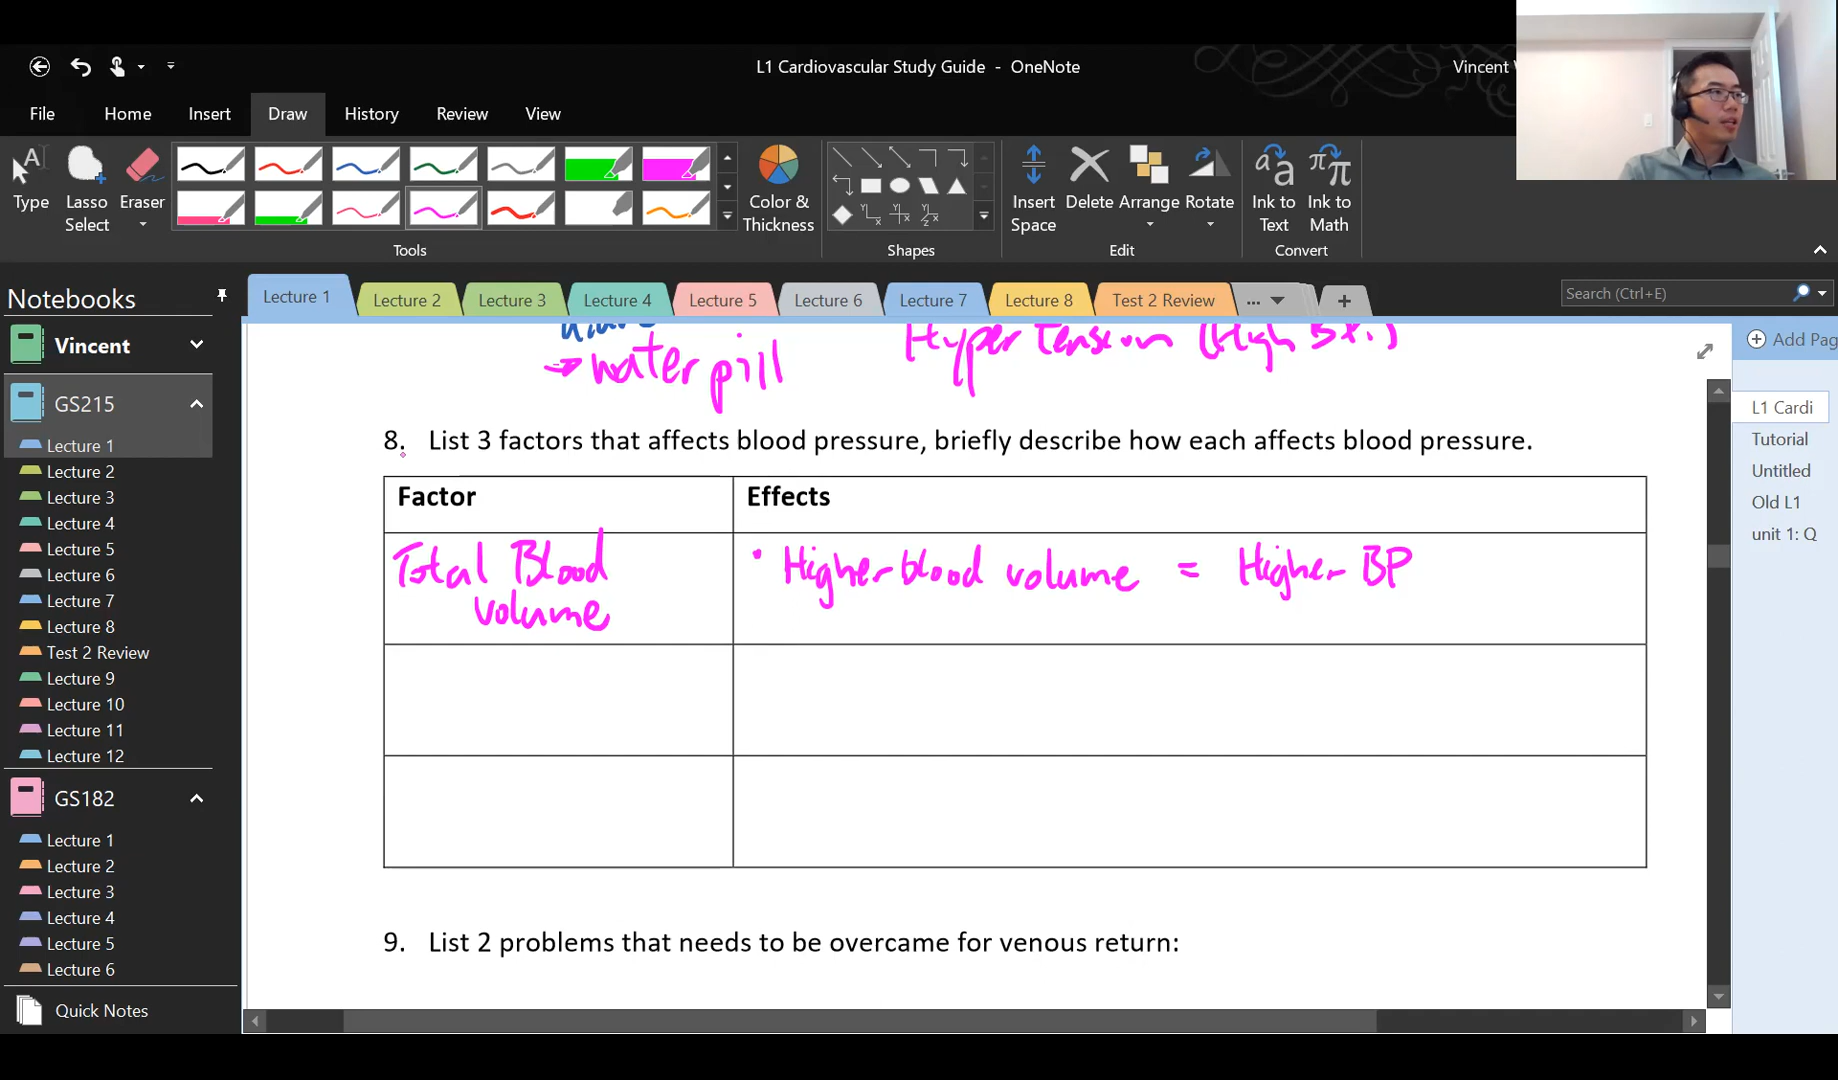 L1 Cardiovascular Study Guide - OneNote
Vincent
File
Home
Insert
Draw
History
Review
View
Type
Lasso Select
Eraser
Color & Thickness
Insert Space
Delete
Arrange
Rotate
Ink to Text
Ink to Math
Tools
Shapes
Edit
Convert
Notebooks
Lecture 1
Lecture 2
Lecture 3
Lecture 4
Lecture 5
Lecture 6
Lecture 7
Lecture 8
Test 2 Review
...
Search (Ctrl+E)
Vincent
GS215
Lecture 1
Lecture 2
Lecture 3
Lecture 4
Lecture 5
Lecture 6
Lecture 7
Lecture 8
Test 2 Review
Lecture 9
Lecture 10
Lecture 11
Lecture 12
GS182
Lecture 1
Lecture 2
Lecture 3
Lecture 4
Lecture 5
Lecture 6
Quick Notes
Hypertension (High B.P.)
→ water pill
8. List 3 factors that affects blood pressure, briefly describe how each affects blood pressure.
Factor
Effects
Total Blood
volume
• Higher blood volume = Higher BP
9. List 2 problems that needs to be overcame for venous return:
Add Pag
L1 Cardi
Tutorial
Untitled
Old L1
unit 1: Q